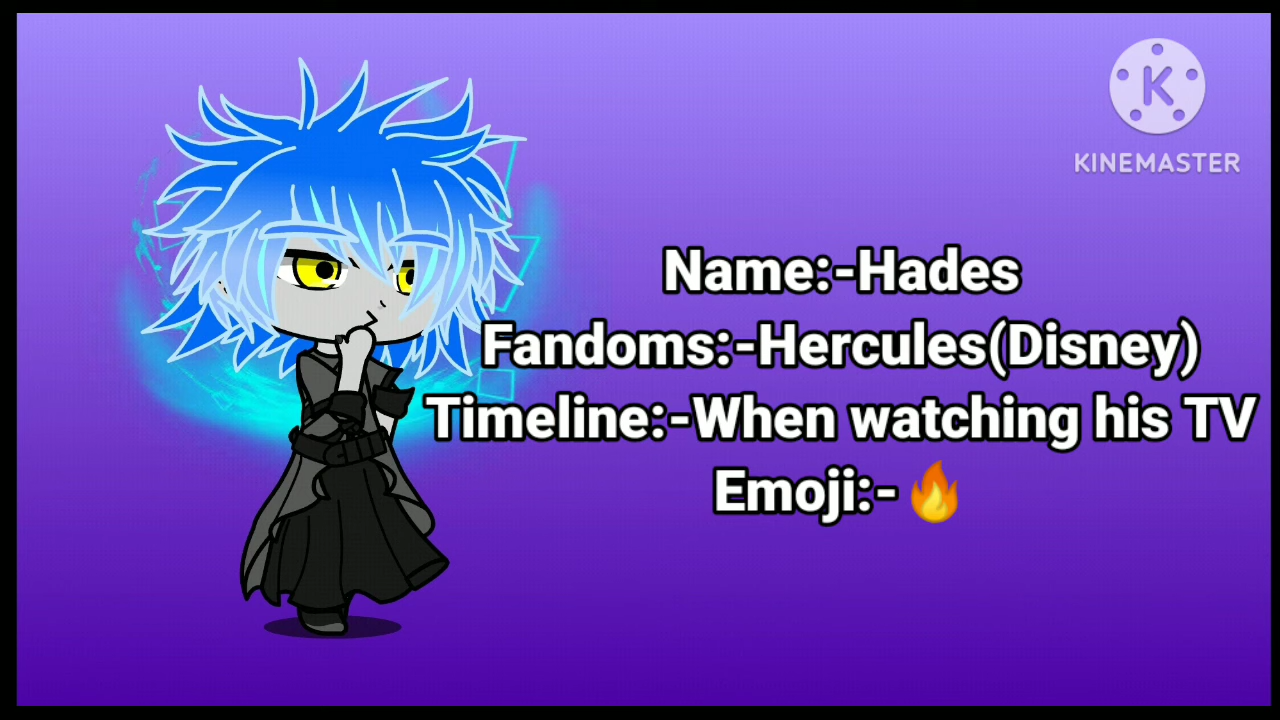 K
KINEMASTER
Name:-Hades
Fandoms:-Hercules(Disney)
Timeline:-When watching his TV
Emoji:-🔥